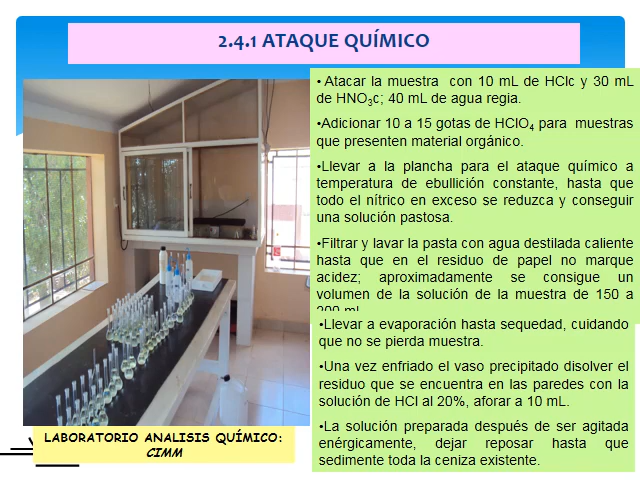 2.4.1 ATAQUE QUÍMICO
• Atacar la muestra con 10 mL de HClc y 30 mL
de HNO₃c; 40 mL de agua regia.
•Adicionar 10 a 15 gotas de HClO₄ para muestras
que presenten material orgánico.
•Llevar a la plancha para el ataque químico a
temperatura de ebullición constante, hasta que
todo el nítrico en exceso se reduzca y conseguir
una solución pastosa.
•Filtrar y lavar la pasta con agua destilada caliente
hasta que en el residuo de papel no marque
acidez; aproximadamente se consigue un
volumen de la solución de la muestra de 150 a
•Llevar a evaporación hasta sequedad, cuidando
que no se pierda muestra.
•Una vez enfriado el vaso precipitado disolver el
residuo que se encuentra en las paredes con la
solución de HCl al 20%, aforar a 10 mL.
•La solución preparada después de ser agitada
enérgicamente, dejar reposar hasta que
sedimente toda la ceniza existente.
LABORATORIO ANALISIS QUÍMICO:
CIMM